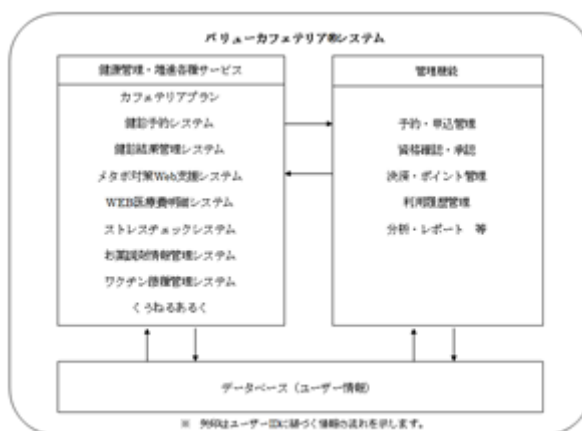 バリューカフェテリア®システム
健康管理・増進各種サービス
カフェテリアプラン
健診予約システム
健診結果管理システム
メタボ対策Web支援システム
WEB医療費明細システム
ストレスチェックシステム
お薬調剤情報管理システム
ワクチン接種管理システム
くうねるあるく
管理機能
予約・申込管理
資格確認・承認
決済・ポイント管理
利用履歴管理
分析・レポート 等
データベース（ユーザー情報）
※ 矢印はユーザーIDに基づく情報の流れを示します。